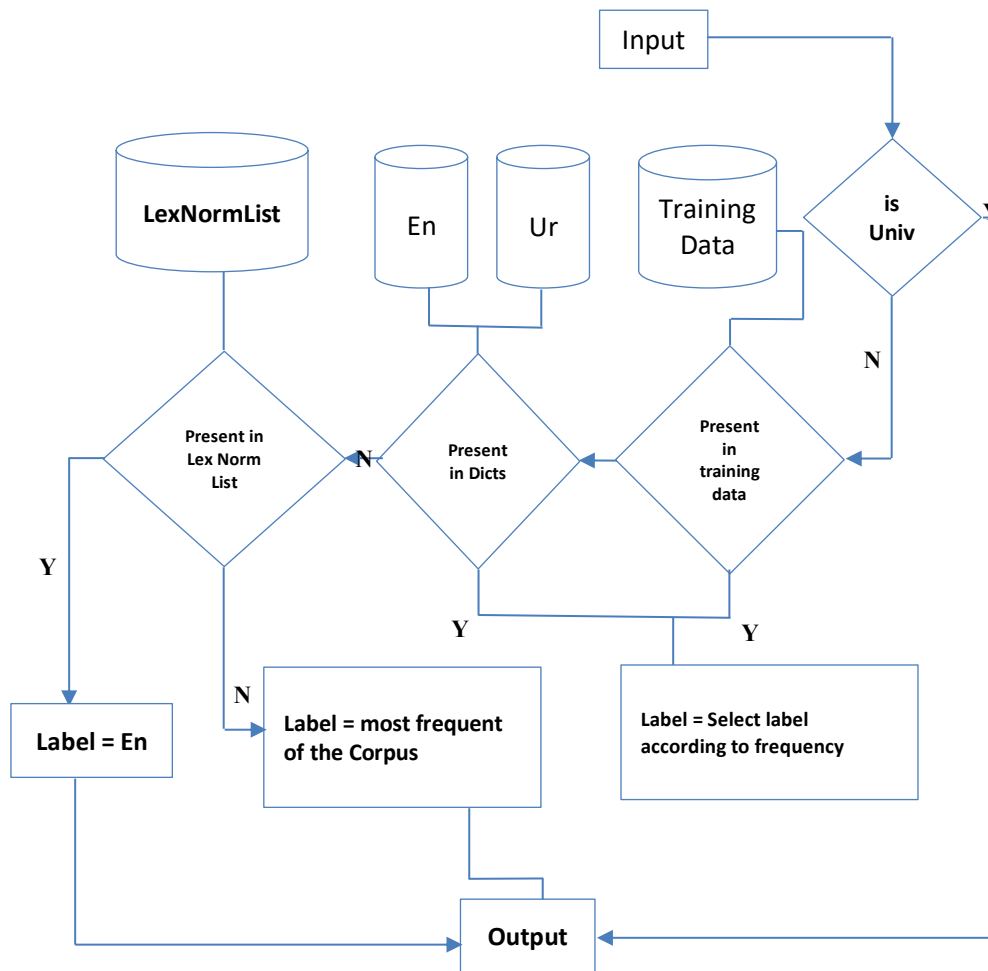 Input
LexNormList
En
Ur
Training
Data
is
Univ
Y
N
Present in
Lex Norm
List
N
Present
in Dicts
Present
in
training
data
Y
Y
Y
N
Label = En
Label = most frequent
of the Corpus
Label = Select label
according to frequency
Output